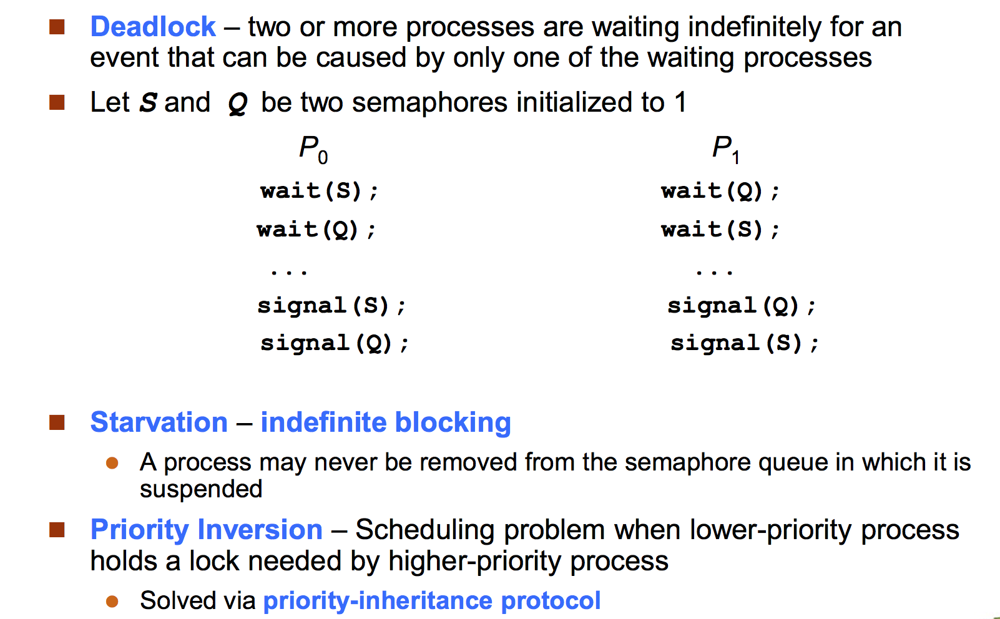 Deadlock – two or more processes are waiting indefinitely for an
event that can be caused by only one of the waiting processes
Let S and Q be two semaphores initialized to 1
P0 P1
wait(S); wait(Q);
wait(Q); wait(S);
... ...
signal(S); signal(Q);
signal(Q); signal(S);
Starvation – indefinite blocking
A process may never be removed from the semaphore queue in which it is
suspended
Priority Inversion – Scheduling problem when lower-priority process
holds a lock needed by higher-priority process
Solved via priority-inheritance protocol